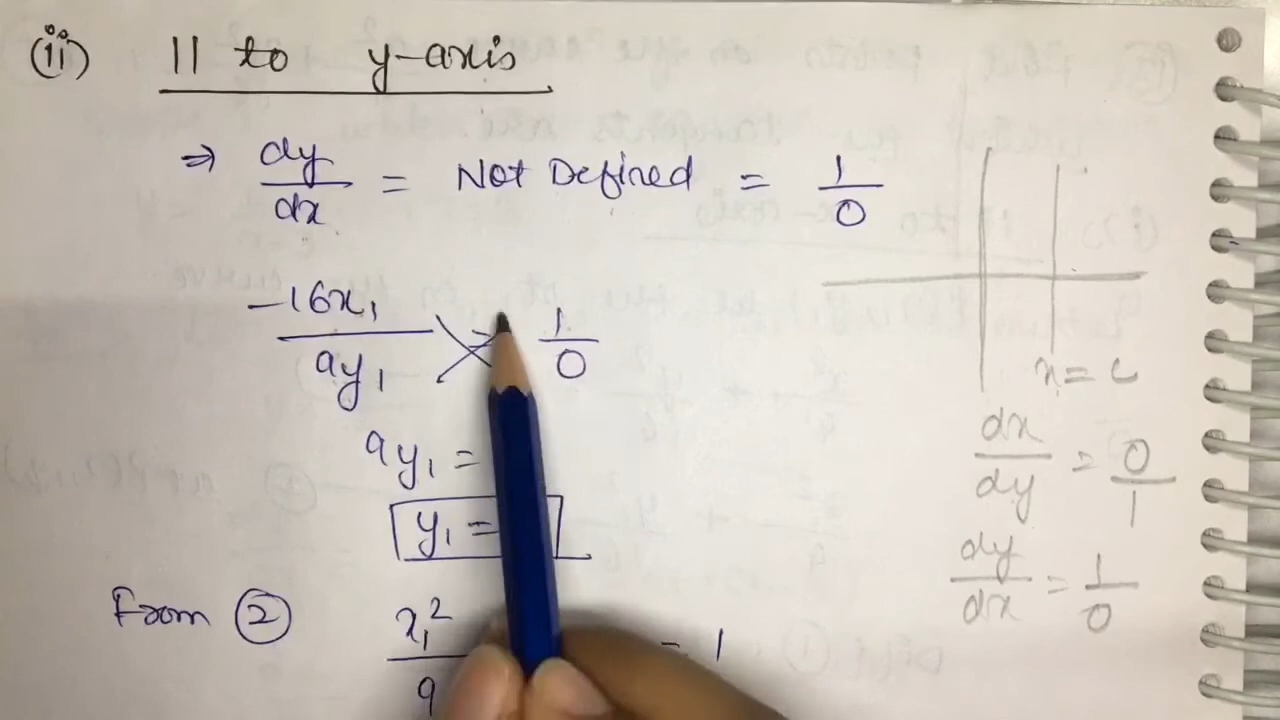 (ii) || to y-axis
⇒ dy/dx = Not Defined = 1/0
-16x₁/9y₁ = 1/0
9y₁ =
y₁ =
From ②
x₁²/9 = 1
x = c
dx/dy = 0/1
dy/dx = 1/0